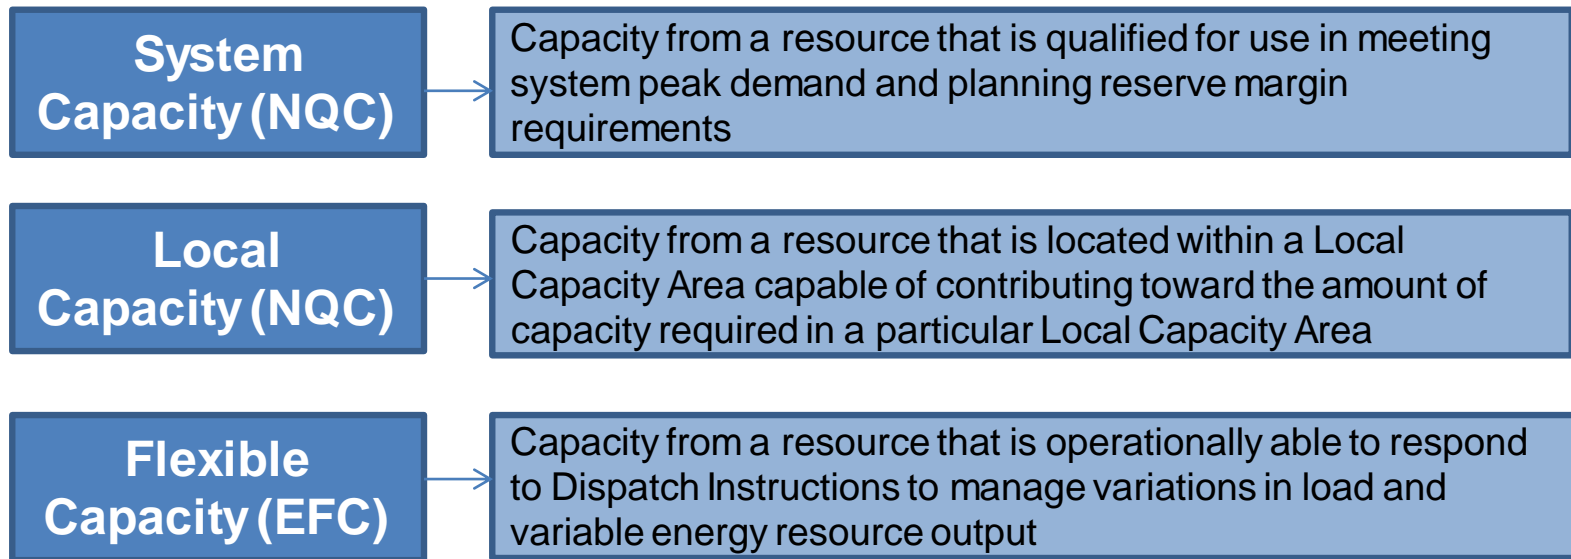 System
Capacity (NQC)
Capacity from a resource that is qualified for use in meeting
system peak demand and planning reserve margin
requirements
Local
Capacity (NQC)
Capacity from a resource that is located within a Local
Capacity Area capable of contributing toward the amount of
capacity required in a particular Local Capacity Area
Flexible
Capacity (EFC)
Capacity from a resource that is operationally able to respond
to Dispatch Instructions to manage variations in load and
variable energy resource output